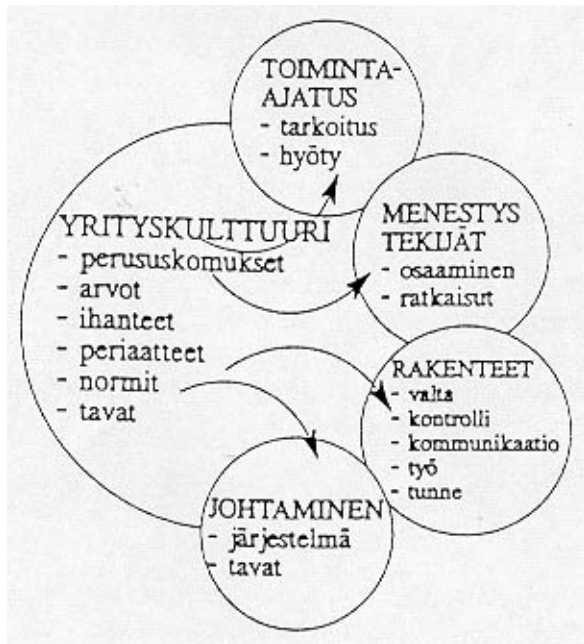 TOIMINTA-
AJATUS
- tarkoitus
- hyöty
YRITYSKULTTUURI
- perususkomukset
- arvot
- ihanteet
- periaatteet
- normit
- tavat
MENESTYS
TEKIJÄT
- osaaminen
- ratkaisut
RAKENTEET
- valta
- kontrolli
- kommunikaatio
- työ
- tunne
JOHTAMINEN
- järjestelmä
- tavat